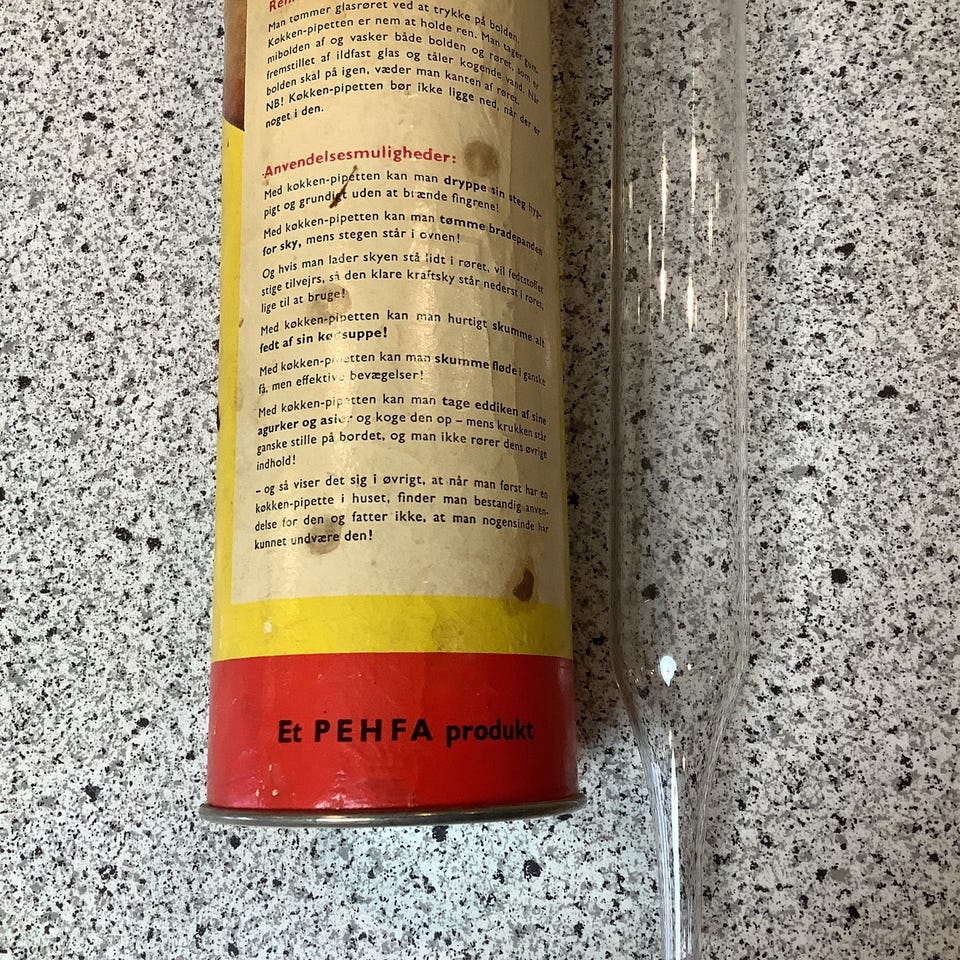 Man tømmer glasrøret ved at trykke på bolden.
Køkken-pipetten er nem at holde ren. Man tager gum-
mibolden af og vasker både bolden og røret, som er
fremstillet af ildfast glas og tåler kogende vand. Når
bolden skal på igen, væder man kanten af røret.
NB! Køkken-pipetten bør ikke ligge ned, når der er
noget i den.
Anvendelsesmuligheder:
Med køkken-pipetten kan man dryppe sin steg hyp-
pigt og grundigt uden at brænde fingrene!
Med køkken-pipetten kan man tømme bradepanden
for sky, mens stegen står i ovnen!
Og hvis man lader skyen stå lidt i røret, vil fedtstoffet
stige tilvejrs, så den klare kraftsky står nederst i røret,
lige til at bruge!
Med køkken-pipetten kan man hurtigt skumme alt
fedt af sin kødsuppe!
Med køkken-pipetten kan man skumme fløde i ganske
få, men effektive bevægelser!
Med køkken-pipetten kan man tage eddiken af sine
agurker og asier og koge den op – mens krukken står
ganske stille på bordet, og man ikke rører dens øvrige
indhold!
– og så viser det sig i øvrigt, at når man først har en
køkken-pipette i huset, finder man bestandig anven-
delse for den og fatter ikke, at man nogensinde har
kunnet undvære den!
Et PEHFA produkt